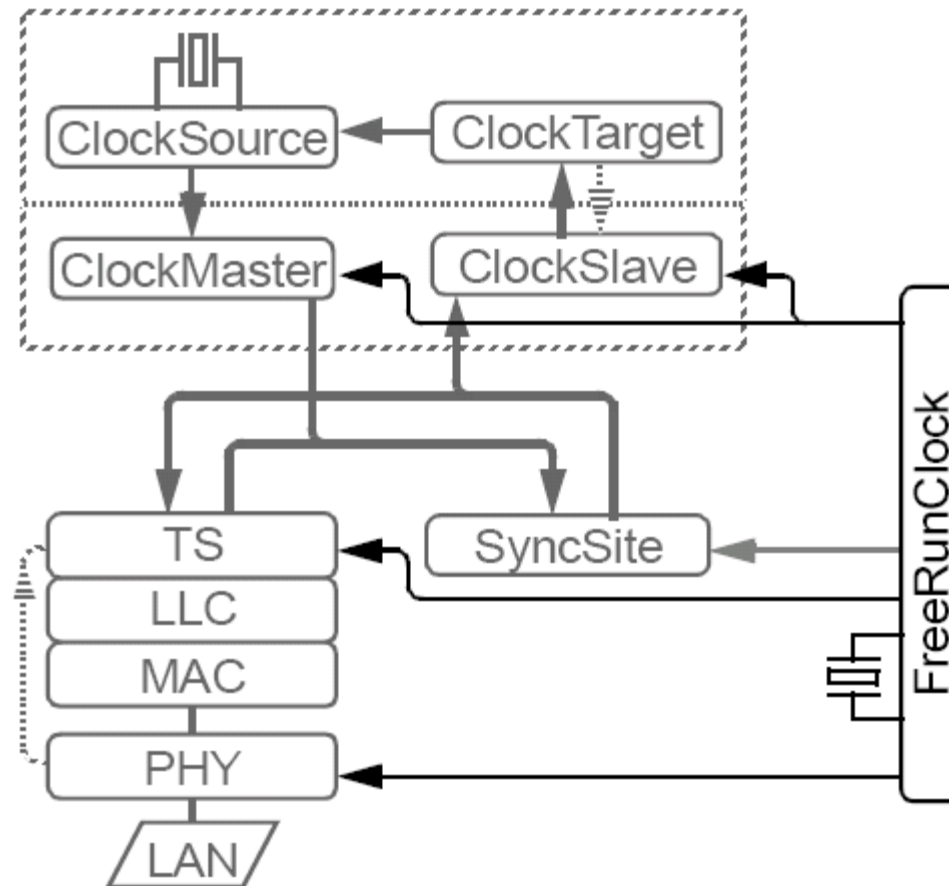 ClockSource
ClockTarget
ClockMaster
ClockSlave
FreeRunClock
TS
SyncSite
LLC
MAC
PHY
LAN